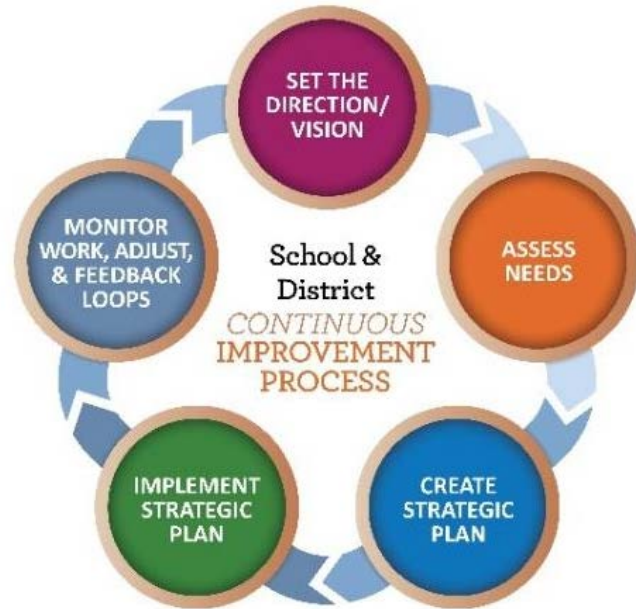 SET THE
DIRECTION/
VISION
ASSESS
NEEDS
CREATE
STRATEGIC
PLAN
IMPLEMENT
STRATEGIC
PLAN
MONITOR
WORK, ADJUST,
& FEEDBACK
LOOPS
School &
District
CONTINUOUS
IMPROVEMENT
PROCESS